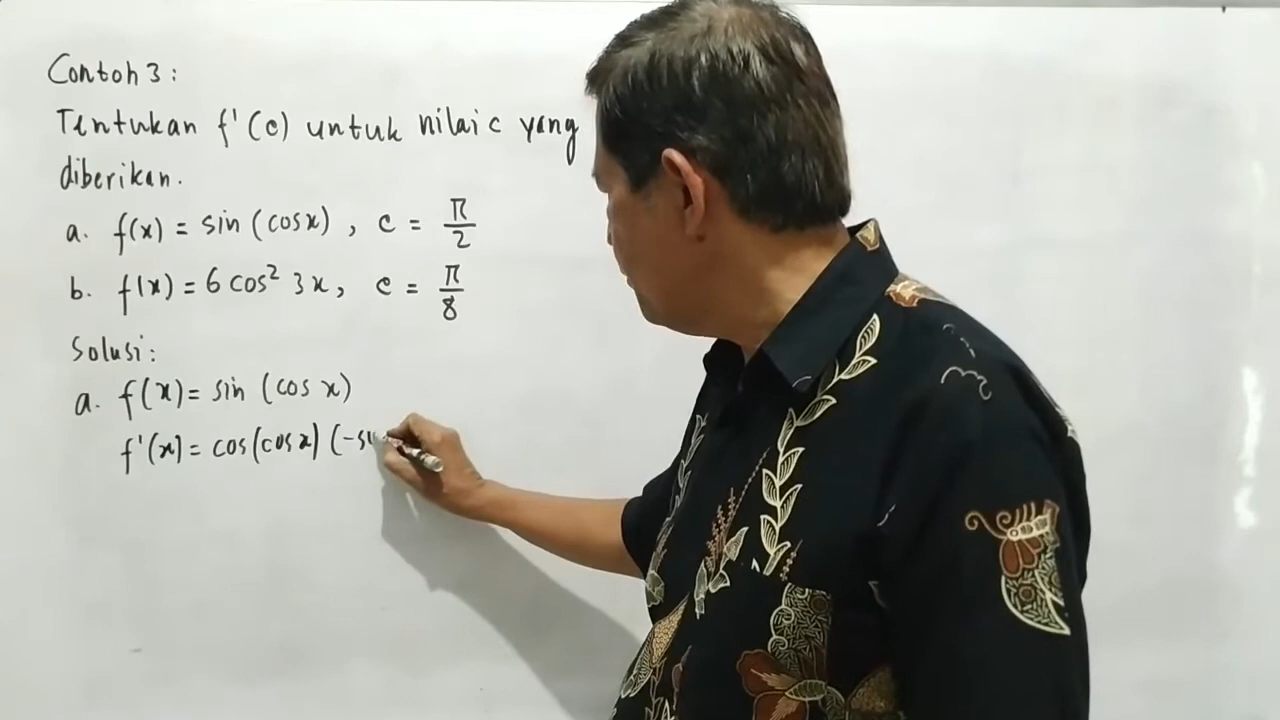 Contoh 3 :
Tentukan f'(c) untuk nilai c yang
diberikan.
a. f(x) = sin (cos x) , c = π/2
b. f(x) = 6 cos² 3x, c = π/8
Solusi :
a. f(x) = sin (cos x)
f'(x) = cos(cos x) (-si